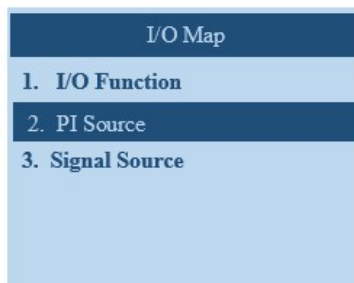 I/O Map
1. I/O Function
2. PI Source
3. Signal Source